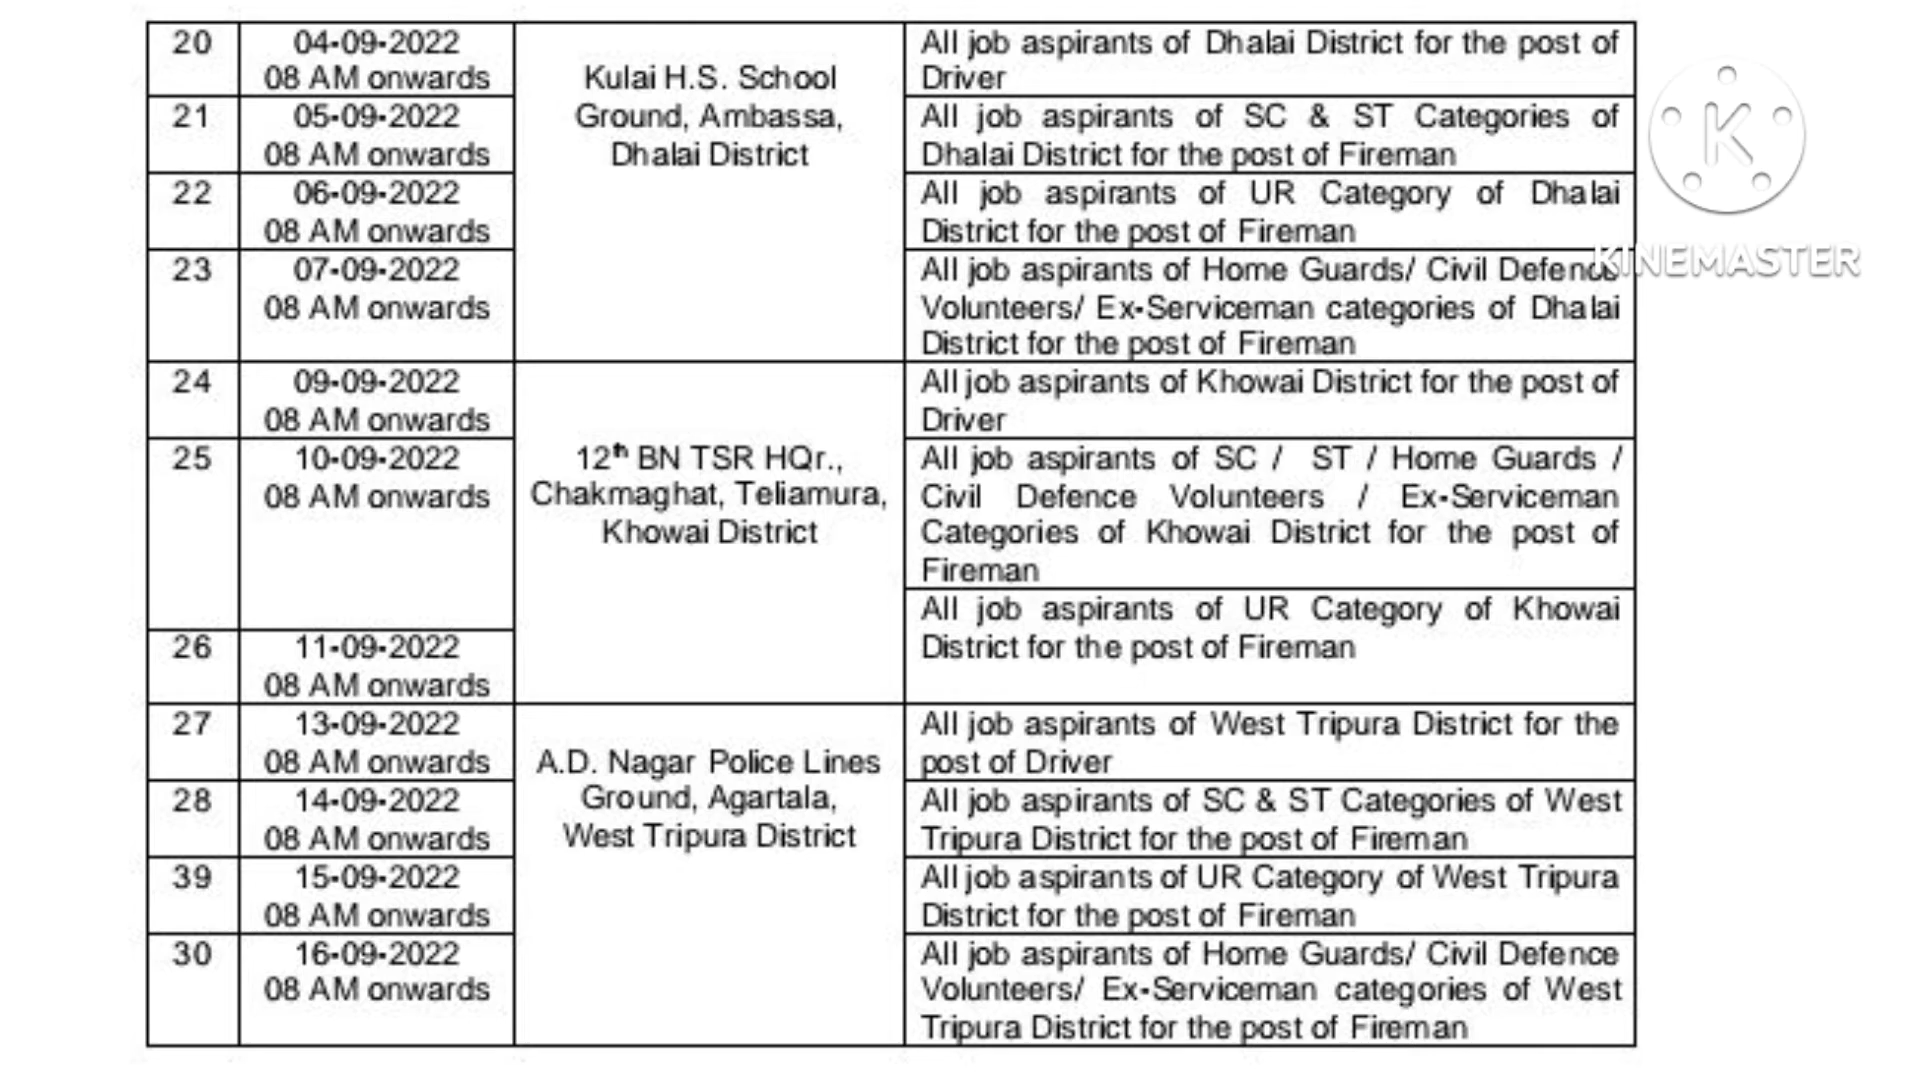 20
04-09-2022
08 AM onwards
Kulai H.S. School
Ground, Ambassa,
Dhalai District
All job aspirants of Dhalai District for the post of
Driver
21
05-09-2022
08 AM onwards
All job aspirants of SC & ST Categories of
Dhalai District for the post of Fireman
22
06-09-2022
08 AM onwards
All job aspirants of UR Category of Dhalai
District for the post of Fireman
23
07-09-2022
08 AM onwards
All job aspirants of Home Guards/ Civil Defence
Volunteers/ Ex-Serviceman categories of Dhalai
District for the post of Fireman
24
09-09-2022
08 AM onwards
12th BN TSR HQr.,
Chakmaghat, Teliamura,
Khowai District
All job aspirants of Khowai District for the post of
Driver
25
10-09-2022
08 AM onwards
All job aspirants of SC / ST / Home Guards /
Civil Defence Volunteers / Ex-Serviceman
Categories of Khowai District for the post of
Fireman
26
11-09-2022
08 AM onwards
All job aspirants of UR Category of Khowai
District for the post of Fireman
27
13-09-2022
08 AM onwards
A.D. Nagar Police Lines
Ground, Agartala,
West Tripura District
All job aspirants of West Tripura District for the
post of Driver
28
14-09-2022
08 AM onwards
All job aspirants of SC & ST Categories of West
Tripura District for the post of Fireman
39
15-09-2022
08 AM onwards
All job aspirants of UR Category of West Tripura
District for the post of Fireman
30
16-09-2022
08 AM onwards
All job aspirants of Home Guards/ Civil Defence
Volunteers/ Ex-Serviceman categories of West
Tripura District for the post of Fireman
K
KINEMASTER